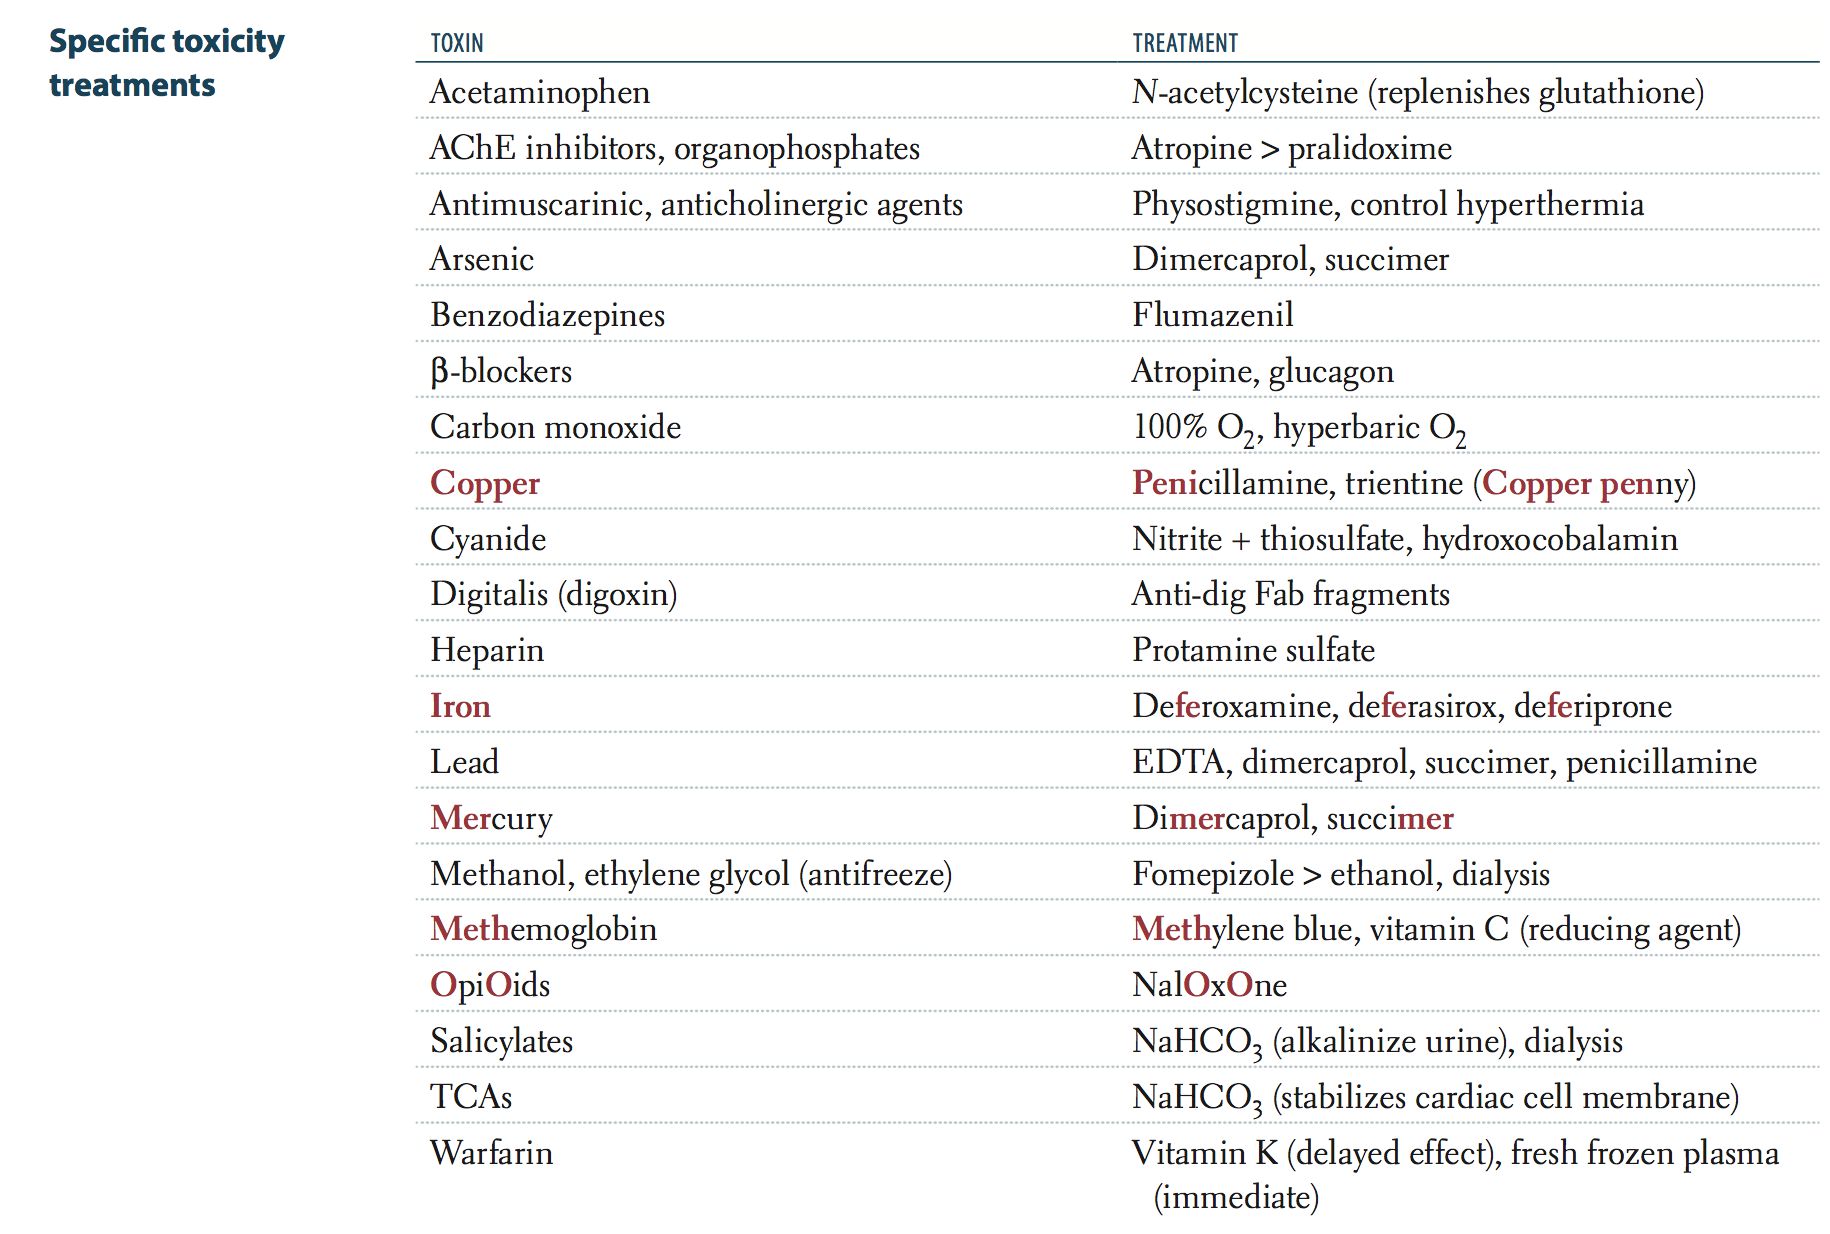 Specific toxicity
treatments
TOXIN TREATMENT
Acetaminophen N-acetylcysteine (replenishes glutathione)
AChE inhibitors, organophosphates Atropine > pralidoxime
Antimuscarinic, anticholinergic agents Physostigmine, control hyperthermia
Arsenic Dimercaprol, succimer
Benzodiazepines Flumazenil
β-blockers Atropine, glucagon
Carbon monoxide 100% O₂, hyperbaric O₂
Copper Penicillamine, trientine (Copper penny)
Cyanide Nitrite + thiosulfate, hydroxocobalamin
Digitalis (digoxin) Anti-dig Fab fragments
Heparin Protamine sulfate
Iron Deferoxamine, deferasirox, deferiprone
Lead EDTA, dimercaprol, succimer, penicillamine
Mercury Dimercaprol, succimer
Methanol, ethylene glycol (antifreeze) Fomepizole > ethanol, dialysis
Methemoglobin Methylene blue, vitamin C (reducing agent)
OpiOids NalOxOne
Salicylates NaHCO₃ (alkalinize urine), dialysis
TCAs NaHCO₃ (stabilizes cardiac cell membrane)
Warfarin Vitamin K (delayed effect), fresh frozen plasma
(immediate)